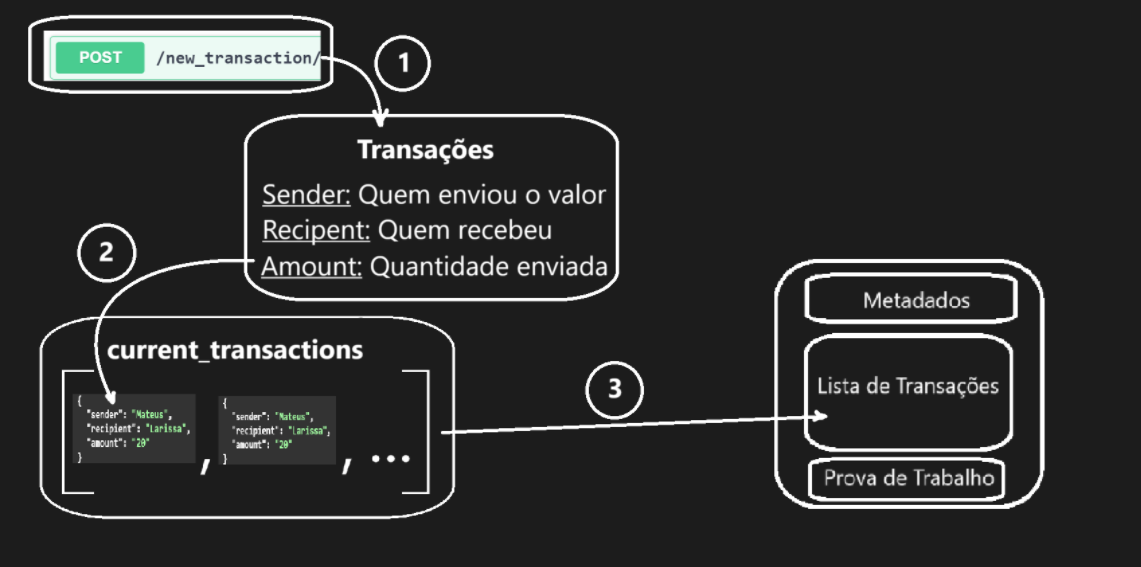 POST /new_transaction/
1
Transações
Sender: Quem enviou o valor
Recipent: Quem recebeu
Amount: Quantidade enviada
2
current_transactions
{
"sender": "Mateus",
"recipient": "Larissa",
"amount": "20"
}
,
{
"sender": "Mateus",
"recipient": "Larissa",
"amount": "20"
}
, ...
3
Metadados
Lista de Transações
Prova de Trabalho